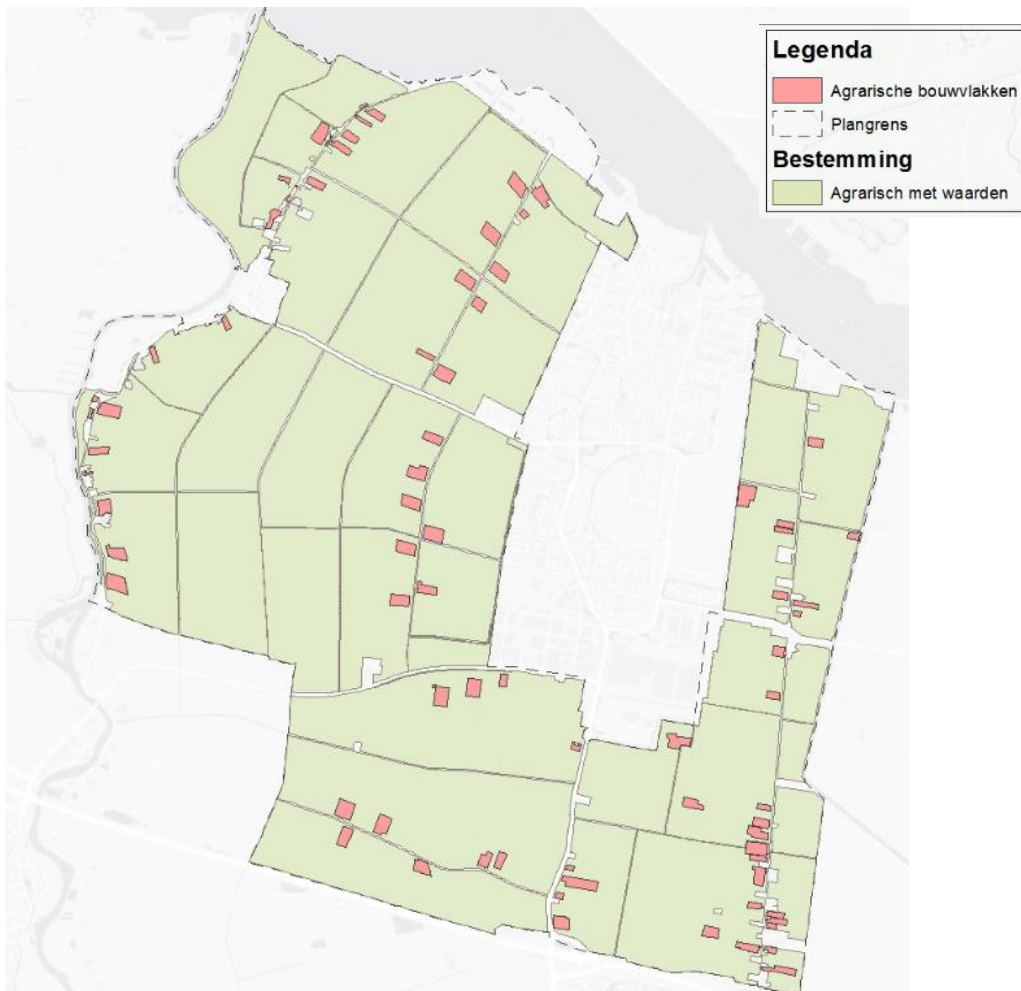 Legenda
Agrarische bouwvlakken
Plangrens
Bestemming
Agrarisch met waarden